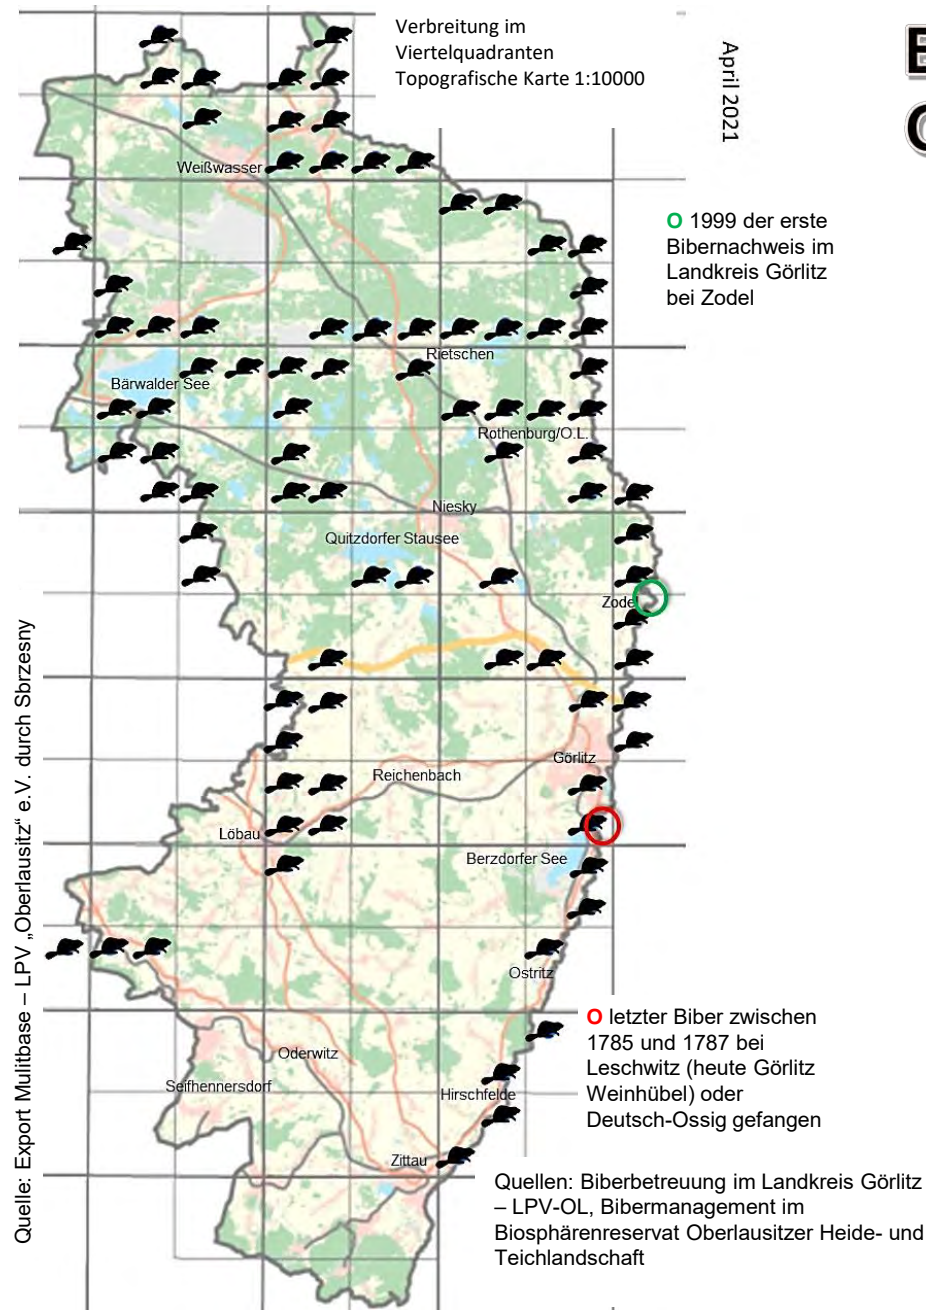 Verbreitung im
Viertelquadranten
Topografische Karte 1:10000
April 2021
O 1999 der erste
Bibernachweis im
Landkreis Görlitz
bei Zodel
Weißwasser
Rietschen
Bärwalder See
Rothenburg/O.L.
Niesky
Quitzdorfer Stausee
Zodel
Görlitz
Reichenbach
Löbau
Berzdorfer See
Ostritz
O letzter Biber zwischen
1785 und 1787 bei
Leschwitz (heute Görlitz
Weinhübel) oder
Deutsch-Ossig gefangen
Oderwitz
Seifhennersdorf
Hirschfelde
Zittau
Quellen: Biberbetreuung im Landkreis Görlitz
– LPV-OL, Bibermanagement im
Biosphärenreservat Oberlausitzer Heide- und
Teichlandschaft
Quelle: Export Mulitbase – LPV „Oberlausitz“ e.V. durch Sbrzesny